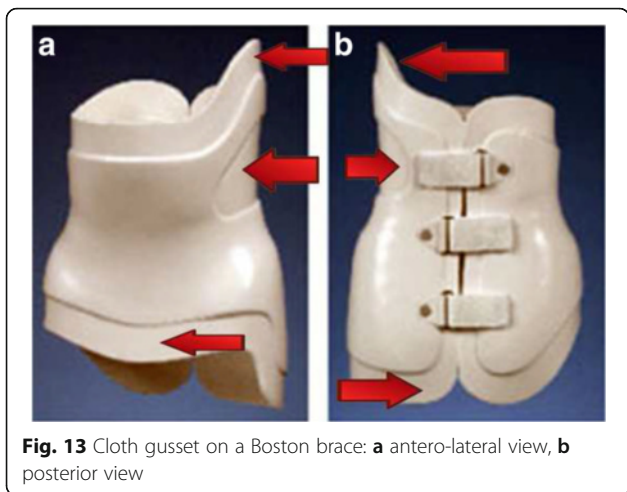 a
b
Fig. 13 Cloth gusset on a Boston brace: a antero-lateral view, b
posterior view